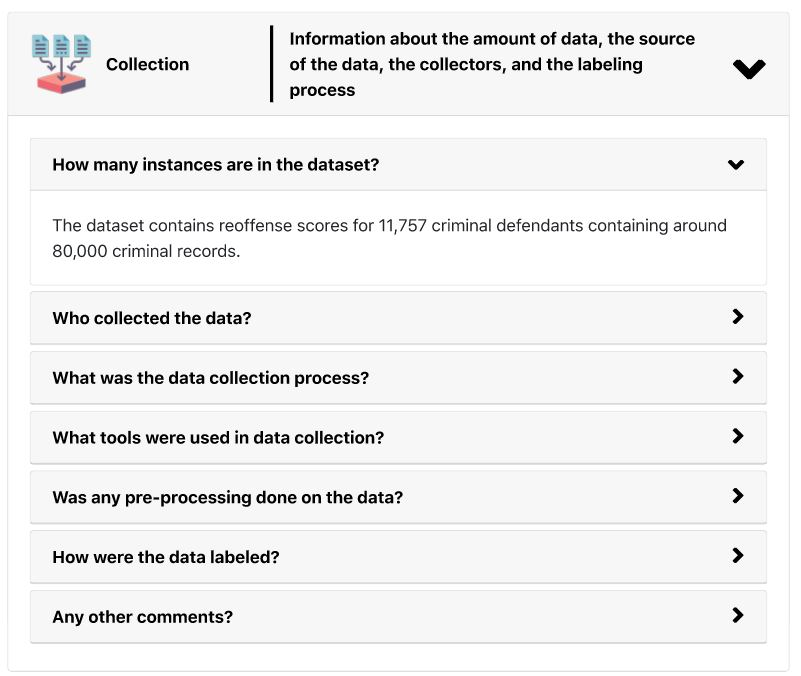 Collection
Information about the amount of data, the source
of the data, the collectors, and the labeling
process
How many instances are in the dataset?
The dataset contains reoffense scores for 11,757 criminal defendants containing around
80,000 criminal records.
Who collected the data?
What was the data collection process?
What tools were used in data collection?
Was any pre-processing done on the data?
How were the data labeled?
Any other comments?